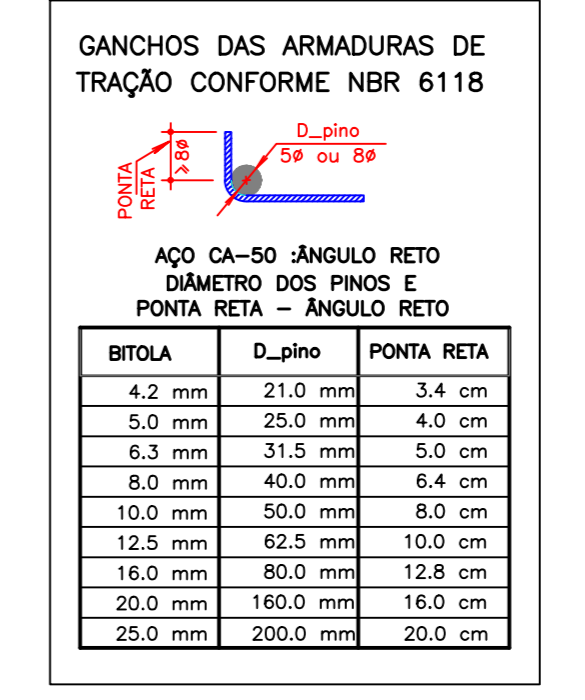 GANCHOS DAS ARMADURAS DE
TRAÇÃO CONFORME NBR 6118
D_pino
5ø ou 8ø
⩾8ø
PONTA
RETA
AÇO CA-50 :ÂNGULO RETO
DIÂMETRO DOS PINOS E
PONTA RETA - ÂNGULO RETO
BITOLA D_pino PONTA RETA
4.2 mm 21.0 mm 3.4 cm
5.0 mm 25.0 mm 4.0 cm
6.3 mm 31.5 mm 5.0 cm
8.0 mm 40.0 mm 6.4 cm
10.0 mm 50.0 mm 8.0 cm
12.5 mm 62.5 mm 10.0 cm
16.0 mm 80.0 mm 12.8 cm
20.0 mm 160.0 mm 16.0 cm
25.0 mm 200.0 mm 20.0 cm